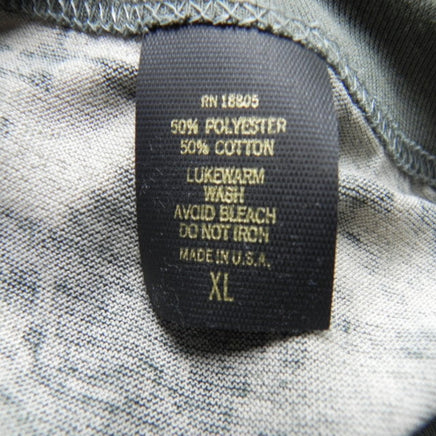 RN 18805
50% POLYESTER
50% COTTON
LUKEWARM
WASH
AVOID BLEACH
DO NOT IRON
MADE IN U.S.A.
XL